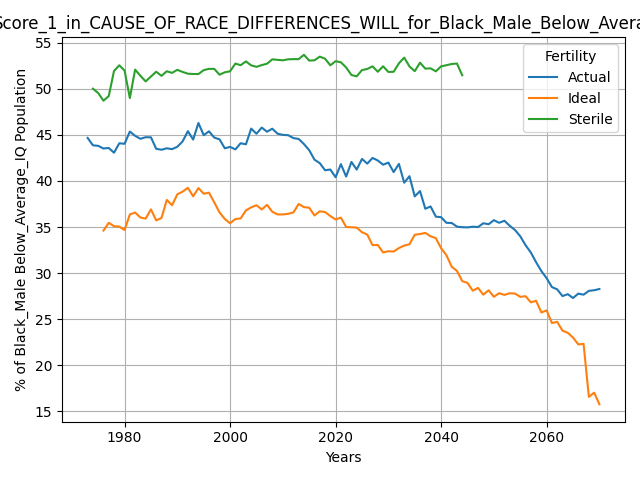 Score_1_in_CAUSE_OF_RACE_DIFFERENCES_WILL_for_Black_Male_Below_Avera
Fertility
Actual
Ideal
Sterile
% of Black_Male Below_Average_IQ Population
55
50
45
40
35
30
25
20
15
1980
2000
2020
2040
2060
Years